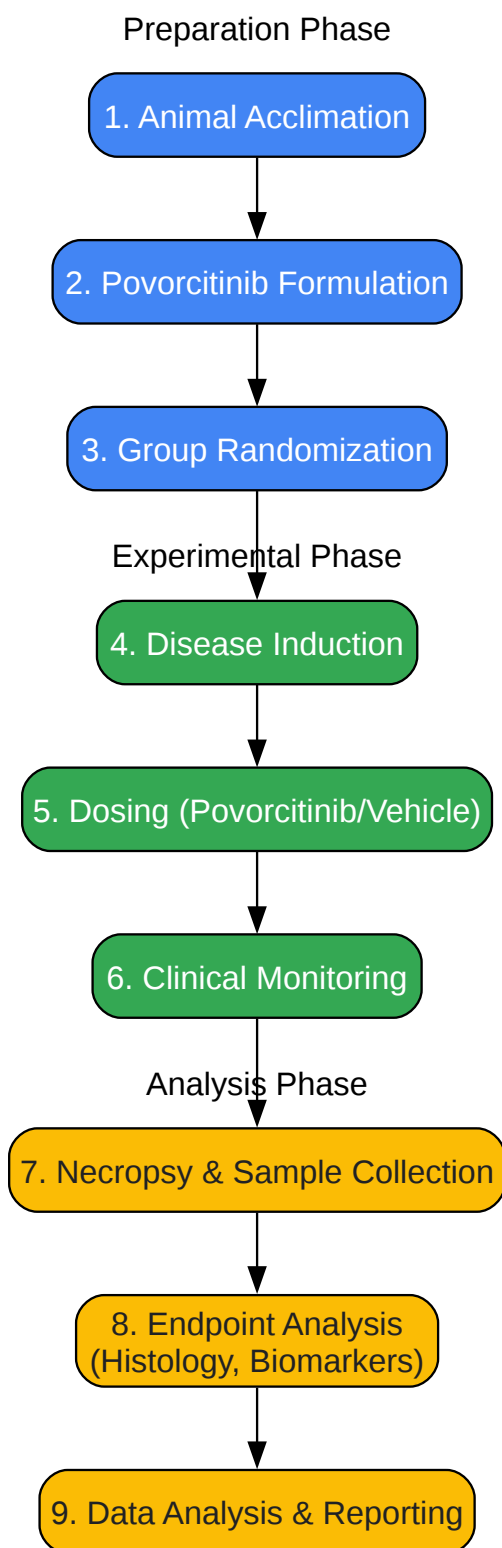 Preparation Phase
1. Animal Acclimation
2. Povorcitinib Formulation
3. Group Randomization
Experimental Phase
4. Disease Induction
5. Dosing (Povorcitinib/Vehicle)
6. Clinical Monitoring
Analysis Phase
7. Necropsy & Sample Collection
8. Endpoint Analysis
(Histology, Biomarkers)
9. Data Analysis & Reporting